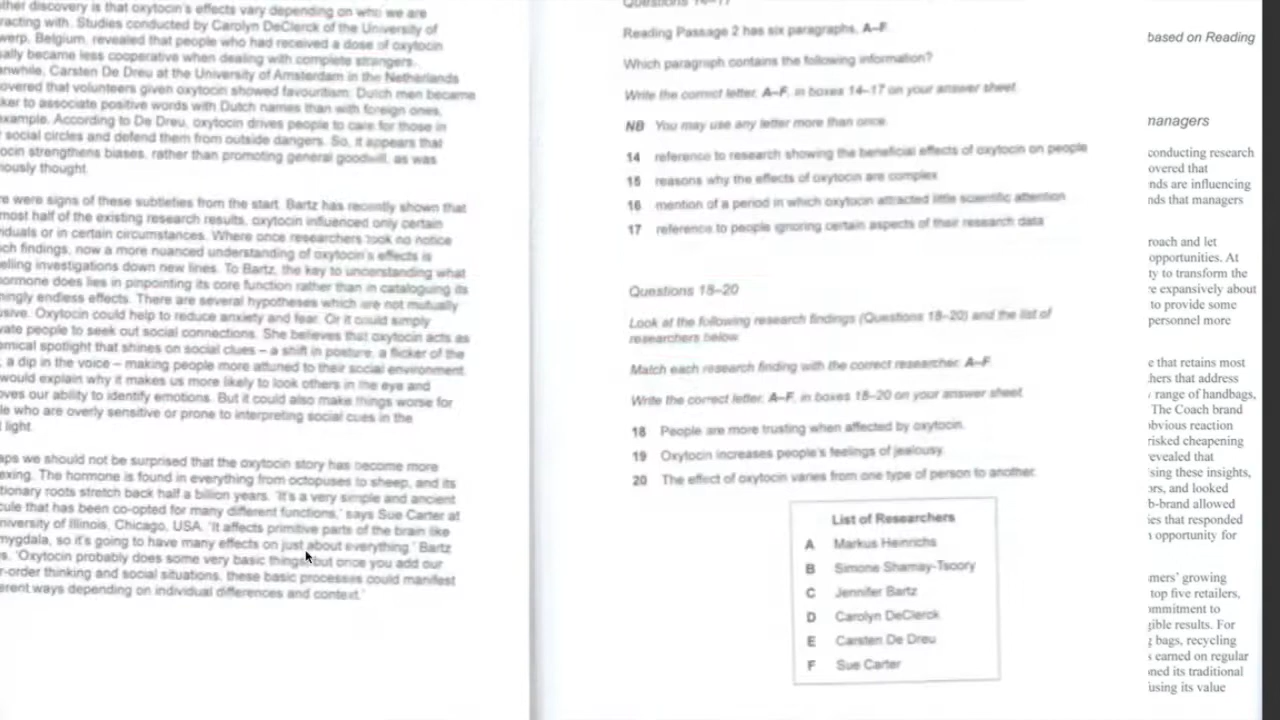 ther discovery is that oxytocin's effects vary depending on who we are
racting with. Studies conducted by Carolyn DeClerck of the University of
werp, Belgium, revealed that people who had received a dose of oxytocin
ally became less cooperative when dealing with complete strangers.
anwhile, Carsten De Dreu at the University of Amsterdam in the Netherlands
overed that volunteers given oxytocin showed favouritism: Dutch men became
ker to associate positive words with Dutch names than with foreign ones,
example. According to De Dreu, oxytocin drives people to care for those in
social circles and defend them from outside dangers. So, it appears that
ocin strengthens biases, rather than promoting general goodwill, as was
iously thought.
e were signs of these subtleties from the start. Bartz has recently shown that
most half of the existing research results, oxytocin influenced only certain
iduals or in certain circumstances. Where once researchers took no notice
ch findings, now a more nuanced understanding of oxytocin's effects is
elling investigations down new lines. To Bartz, the key to understanding what
ormone does lies in pinpointing its core function rather than in cataloguing its
ningly endless effects. There are several hypotheses which are not mutually
usive. Oxytocin could help to reduce anxiety and fear. Or it could simply
vate people to seek out social connections. She believes that oxytocin acts as
emical spotlight that shines on social clues – a shift in posture, a flicker of the
, a dip in the voice – making people more attuned to their social environment.
would explain why it makes us more likely to look others in the eye and
oves our ability to identify emotions. But it could also make things worse for
le who are overly sensitive or prone to interpreting social cues in the
light.
aps we should not be surprised that the oxytocin story has become more
exing. The hormone is found in everything from octopuses to sheep, and its
tionary roots stretch back half a billion years. 'It's a very simple and ancient
cule that has been co-opted for many different functions,' says Sue Carter at
niversity of Illinois, Chicago, USA. 'It affects primitive parts of the brain like
mygdala, so it's going to have many effects on just about everything.' Bartz
s. 'Oxytocin probably does some very basic things, but once you add our
r-order thinking and social situations, these basic processes could manifest
erent ways depending on individual differences and context.'
Questions 14–17
Reading Passage 2 has six paragraphs, A–F.
Which paragraph contains the following information?
Write the correct letter, A–F, in boxes 14–17 on your answer sheet.
NB You may use any letter more than once.
14 reference to research showing the beneficial effects of oxytocin on people
15 reasons why the effects of oxytocin are complex
16 mention of a period in which oxytocin attracted little scientific attention
17 reference to people ignoring certain aspects of their research data
Questions 18–20
Look at the following research findings (Questions 18–20) and the list of
researchers below.
Match each research finding with the correct researcher, A–F.
Write the correct letter, A–F, in boxes 18–20 on your answer sheet.
18 People are more trusting when affected by oxytocin.
19 Oxytocin increases people's feelings of jealousy.
20 The effect of oxytocin varies from one type of person to another.
List of Researchers
A Markus Heinrichs
B Simone Shamay-Tsoory
C Jennifer Bartz
D Carolyn DeClerck
E Carsten De Dreu
F Sue Carter
based on Reading
managers
conducting research
overed that
nds are influencing
nds that managers
roach and let
opportunities. At
ty to transform the
re expansively about
to provide some
personnel more
e that retains most
hers that address
range of handbags,
The Coach brand
obvious reaction
risked cheapening
revealed that
sing these insights,
ors, and looked
b-brand allowed
ies that responded
n opportunity for
mers' growing
top five retailers,
ommitment to
gible results. For
g bags, recycling
s earned on regular
oned its traditional
fusing its value